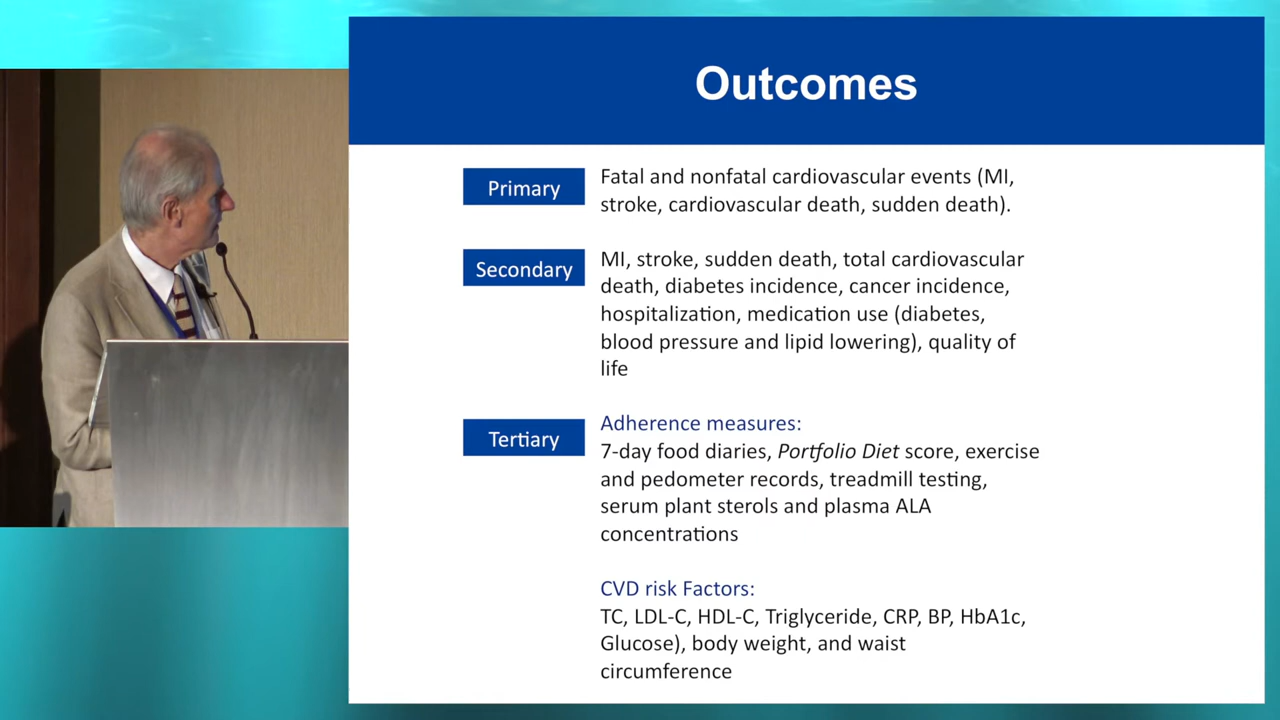 Outcomes
Primary
Fatal and nonfatal cardiovascular events (MI,
stroke, cardiovascular death, sudden death).
Secondary
MI, stroke, sudden death, total cardiovascular
death, diabetes incidence, cancer incidence,
hospitalization, medication use (diabetes,
blood pressure and lipid lowering), quality of
life
Tertiary
Adherence measures:
7-day food diaries, Portfolio Diet score, exercise
and pedometer records, treadmill testing,
serum plant sterols and plasma ALA
concentrations
CVD risk Factors:
TC, LDL-C, HDL-C, Triglyceride, CRP, BP, HbA1c,
Glucose), body weight, and waist
circumference